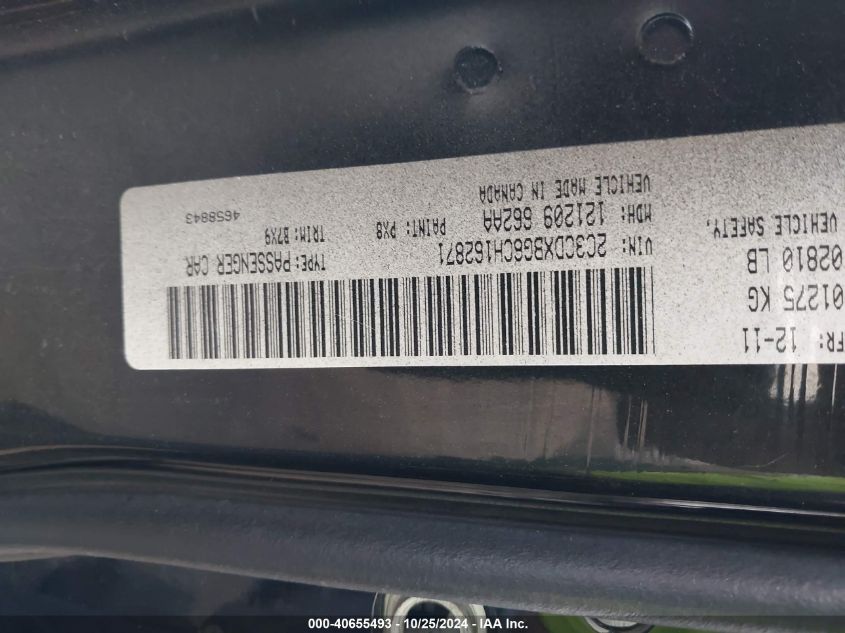 FR: 12-11
01275 KG
02810 LB
VEHICLE SAFETY,
VIN: 2C3CDXBG6CH162871
TYPE: PASSENGER CAR
MDH: 121209 662AA
PAINT: PX8
TRIM: B7X9
VEHICLE MADE IN CANADA
4658843
000-40655493 - 10/25/2024 - IAA Inc.